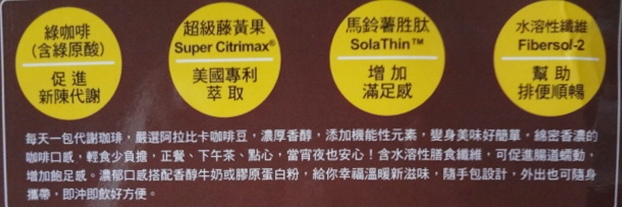 綠咖啡
(含綠原酸)
促進
新陳代謝
超級藤黃果
Super Citrimax®
美國專利
萃取
馬鈴薯胜肽
SolaThin™
增加
滿足感
水溶性纖維
Fibersol-2
幫助
排便順暢
每天一包代謝咖啡，嚴選阿拉比卡咖啡豆，濃厚香醇，添加機能性元素，變身美味好簡單。綿密香濃的
咖啡口感，輕食少負擔，正餐、下午茶、點心，當宵夜也安心！含水溶性膳食纖維，可促進腸道蠕動，
增加飽足感。濃郁口感搭配香醇牛奶或膠原蛋白粉，給你幸福溫暖新滋味，隨手包設計，外出也可隨身
攜帶，即沖即飲好方便。